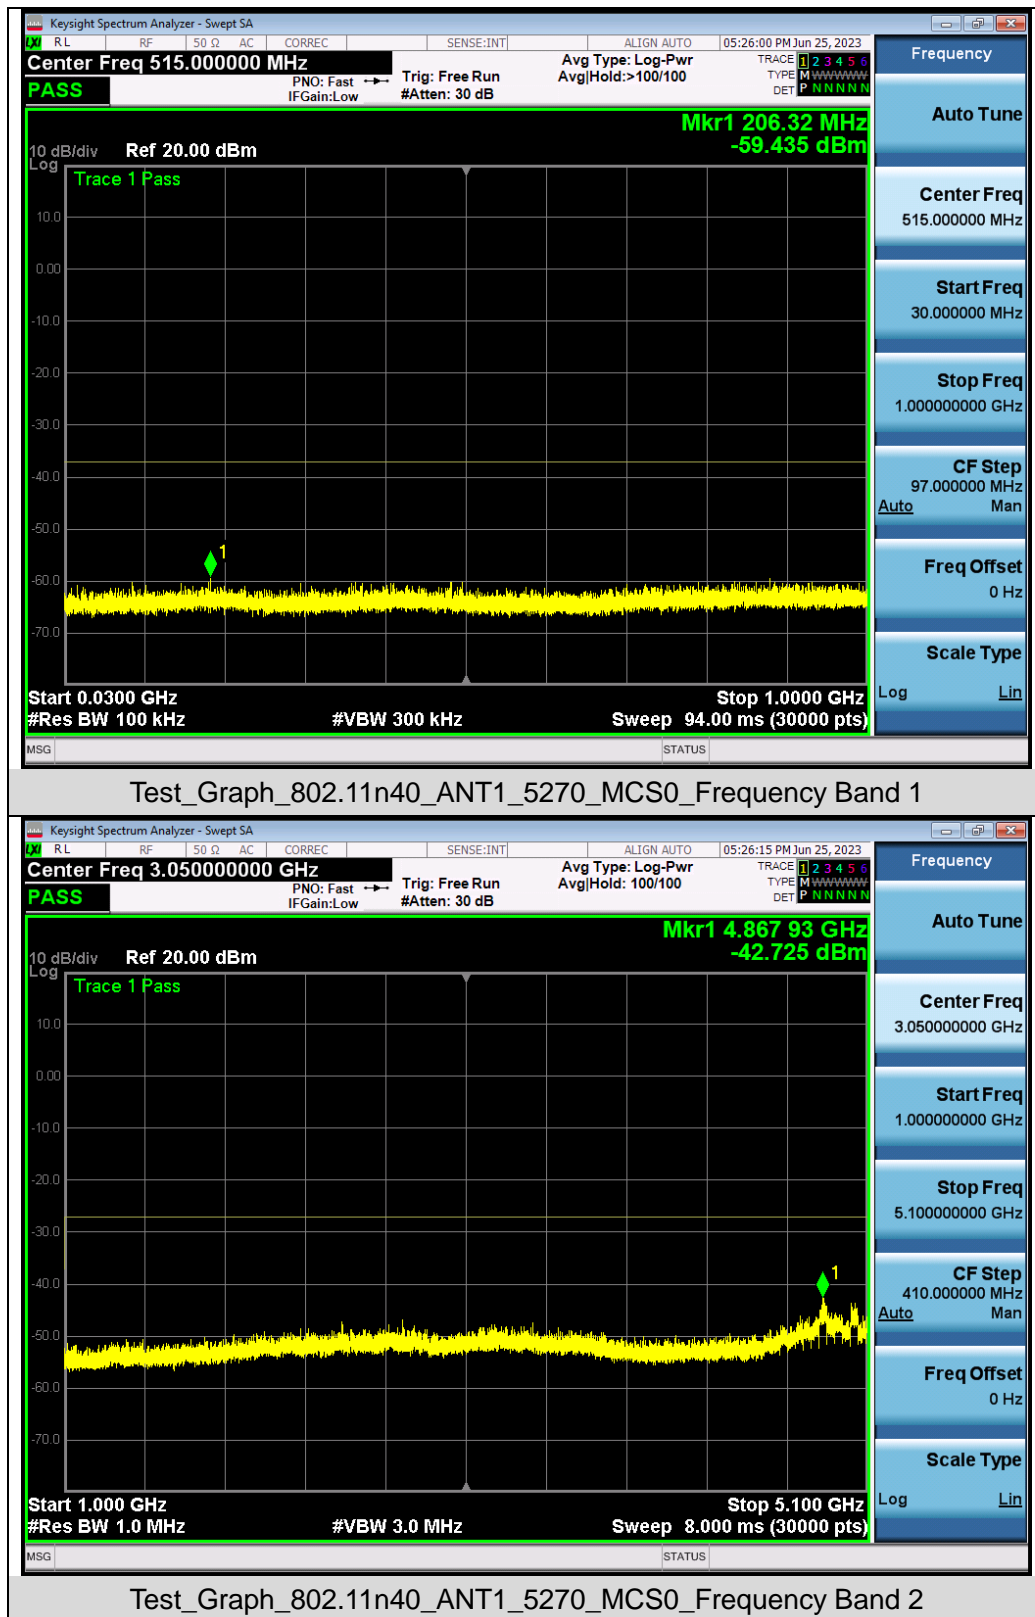 Keysight Spectrum Analyzer - Swept SA
LXI RL RF 50 Ω AC CORREC SENSE:INT ALIGN AUTO 05:26:00 PM Jun 25, 2023
Center Freq 515.000000 MHz
PNO: Fast
IFGain:Low
Trig: Free Run
#Atten: 30 dB
Avg Type: Log-Pwr
Avg|Hold:>100/100
TRACE 1 2 3 4 5 6
TYPE M WWWWW
DET P N N N N N
PASS
Mkr1 206.32 MHz
-59.435 dBm
10 dB/div Ref 20.00 dBm
Log
Trace 1 Pass
10.0
0.00
-10.0
-20.0
-30.0
-40.0
-50.0
-60.0
-70.0
1
Start 0.0300 GHz Stop 1.0000 GHz
#Res BW 100 kHz #VBW 300 kHz Sweep 94.00 ms (30000 pts)
MSG STATUS
Frequency
Auto Tune
Center Freq
515.000000 MHz
Start Freq
30.000000 MHz
Stop Freq
1.000000000 GHz
CF Step
97.000000 MHz
Auto Man
Freq Offset
0 Hz
Scale Type
Log Lin
Test_Graph_802.11n40_ANT1_5270_MCS0_Frequency Band 1
Keysight Spectrum Analyzer - Swept SA
LXI RL RF 50 Ω AC CORREC SENSE:INT ALIGN AUTO 05:26:15 PM Jun 25, 2023
Center Freq 3.050000000 GHz
PNO: Fast
IFGain:Low
Trig: Free Run
#Atten: 30 dB
Avg Type: Log-Pwr
Avg|Hold: 100/100
TRACE 1 2 3 4 5 6
TYPE M WWWWW
DET P N N N N N
PASS
Mkr1 4.867 93 GHz
-42.725 dBm
10 dB/div Ref 20.00 dBm
Log
Trace 1 Pass
10.0
0.00
-10.0
-20.0
-30.0
-40.0
-50.0
-60.0
-70.0
1
Start 1.000 GHz Stop 5.100 GHz
#Res BW 1.0 MHz #VBW 3.0 MHz Sweep 8.000 ms (30000 pts)
MSG STATUS
Frequency
Auto Tune
Center Freq
3.050000000 GHz
Start Freq
1.000000000 GHz
Stop Freq
5.100000000 GHz
CF Step
410.000000 MHz
Auto Man
Freq Offset
0 Hz
Scale Type
Log Lin
Test_Graph_802.11n40_ANT1_5270_MCS0_Frequency Band 2